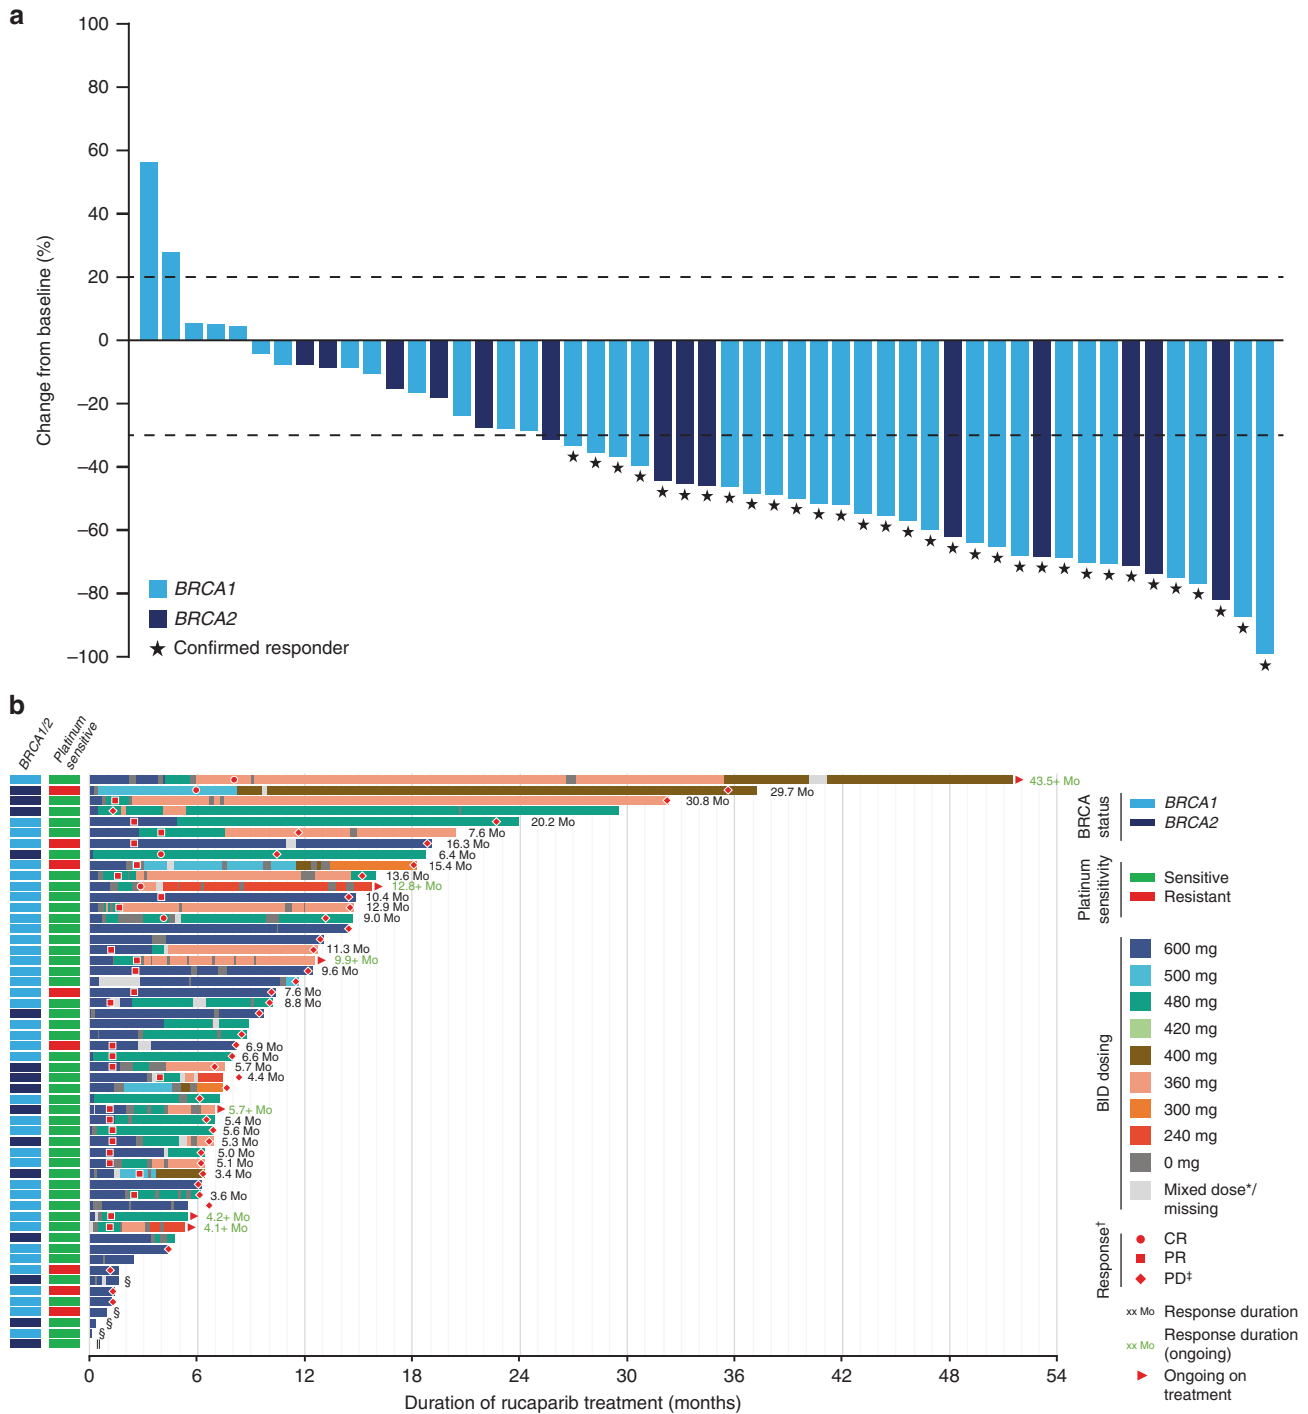 a
100
80
60
40
20
0
−20
−40
−60
−80
−100
Change from baseline (%)
BRCA1
BRCA2
Confirmed responder
b
BRCA1/2
Platinum
sensitive
43.5+ Mo
29.7 Mo
30.8 Mo
20.2 Mo
7.6 Mo
16.3 Mo
6.4 Mo
15.4 Mo
13.6 Mo
12.8+ Mo
10.4 Mo
12.9 Mo
9.0 Mo
11.3 Mo
9.9+ Mo
9.6 Mo
7.6 Mo
8.8 Mo
6.9 Mo
6.6 Mo
5.7 Mo
4.4 Mo
5.7+ Mo
5.4 Mo
5.6 Mo
5.3 Mo
5.0 Mo
5.1 Mo
3.4 Mo
3.6 Mo
4.2+ Mo
4.1+ Mo
§
§
§
§
||
0 6 12 18 24 30 36 42 48 54
Duration of rucaparib treatment (months)
BRCA
status
BRCA1
BRCA2
Platinum
sensitivity
Sensitive
Resistant
BID dosing
600 mg
500 mg
480 mg
420 mg
400 mg
360 mg
300 mg
240 mg
0 mg
Mixed dose*/
missing
Response†
CR
PR
PD‡
xx Mo Response duration
xx Mo Response duration
(ongoing)
Ongoing on
treatment